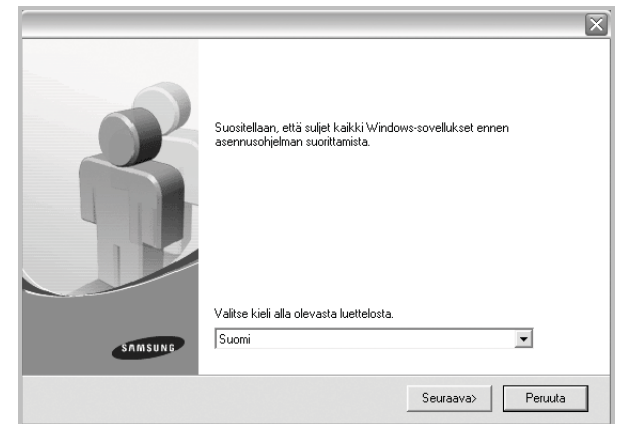 Suositellaan, että suljet kaikki Windows-sovellukset ennen
asennusohjelman suorittamista.
Valitse kieli alla olevasta luettelosta.
Suomi
SAMSUNG
Seuraava>
Peruuta